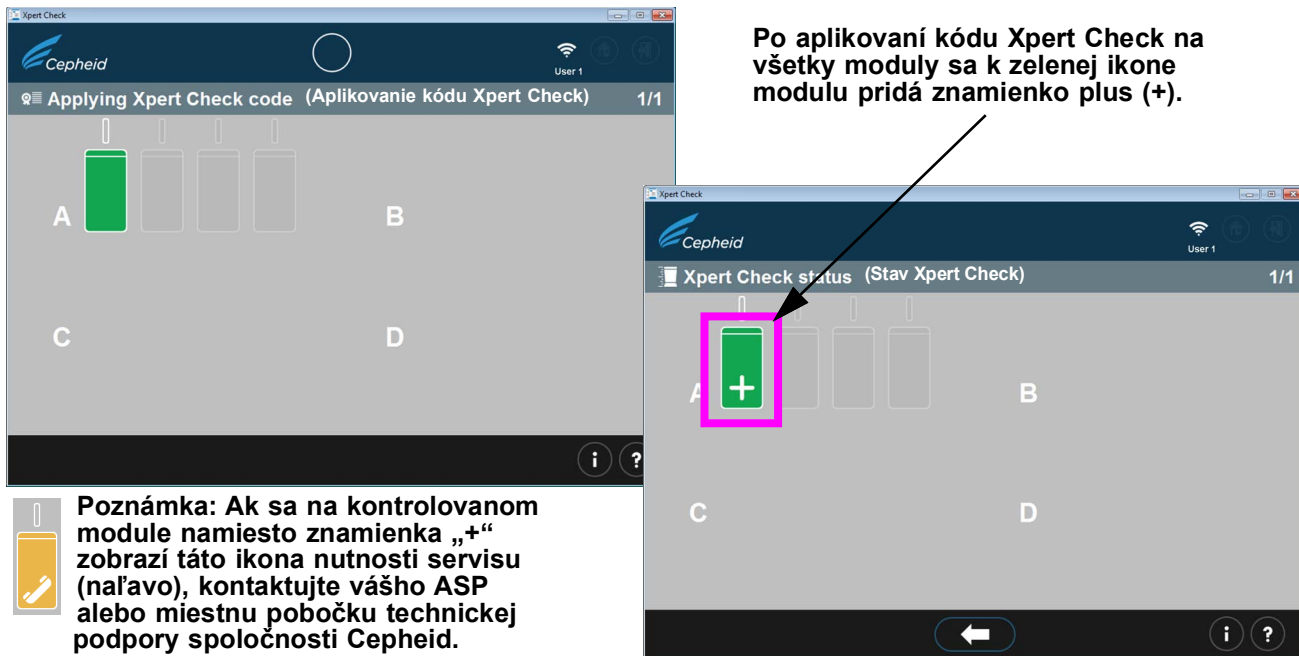 Xpert Check
Cepheid
User 1
Applying Xpert Check code (Aplikovanie kódu Xpert Check) 1/1
A B
C D
i ?
Po aplikovaní kódu Xpert Check na
všetky moduly sa k zelenej ikone
modulu pridá znamienko plus (+).
Xpert Check
Cepheid
User 1
Xpert Check status (Stav Xpert Check) 1/1
A + B
C D
i ?
Poznámka: Ak sa na kontrolovanom
module namiesto znamienka „+“
zobrazí táto ikona nutnosti servisu
(naľavo), kontaktujte vášho ASP
alebo miestnu pobočku technickej
podpory spoločnosti Cepheid.